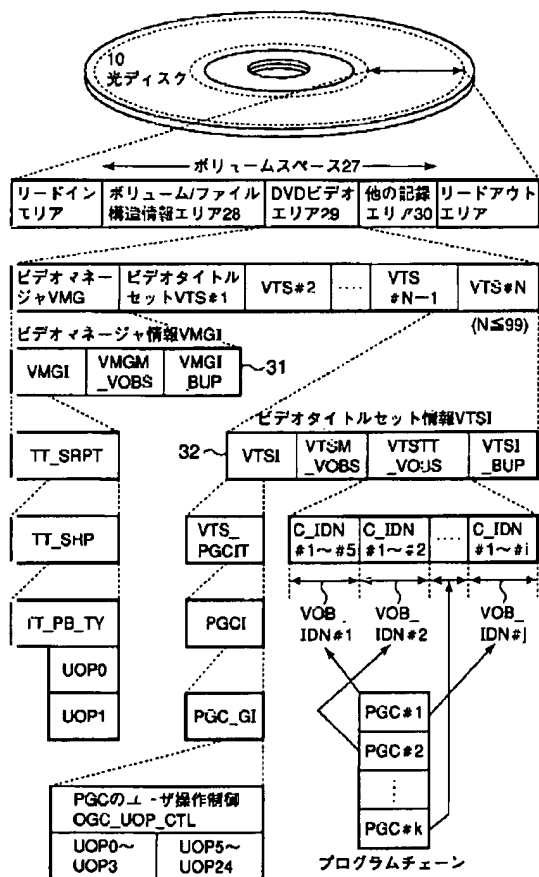 10
光ディスク
ボリュームスペース27
リードイン
エリア
ボリューム/ファイル
構造情報エリア28
DVDビデオ
エリア29
他の記録
エリア30
リードアウト
エリア
ビデオマネー
ジャVMG
ビデオタイトル
セットVTS#1
VTS#2
····
VTS
#N−1
VTS#N
(N≦99)
ビデオマネージャ情報VMGI
VMGI
VMGM
_VOBS
VMGI
_BUP
31
ビデオタイトルセット情報VTSI
32
VTSI
VTSM
_VOBS
VTSTT
_VOBS
VTSI
_BUP
TT_SRPT
TT_SHP
VTS_
PGCIT
C_IDN
#1〜#5
C_IDN
#1〜#2
····
C_IDN
#1〜#i
TT_PB_TY
PGCI
VOB_
IDN#1
VOB_
IDN#2
VOB_
IDN#j
UOP0
UOP1
PGC_GI
PGC#1
PGC#2
⋮
PGC#k
PGCのユーザ操作制御
OGC_UOP_CTL
UOP0〜
UOP3
UOP5〜
UOP24
プログラムチェーン